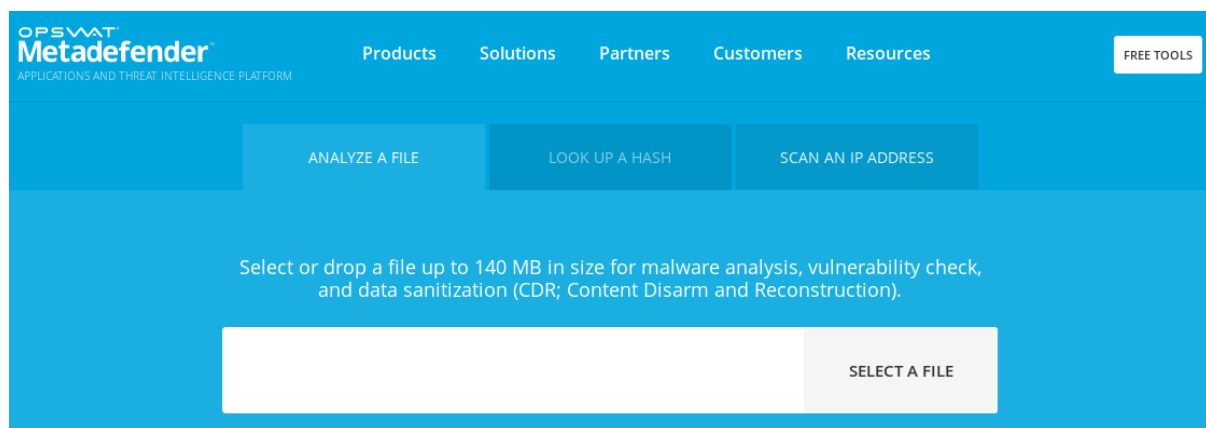 OPSWAT
Metadefender™
APPLICATIONS AND THREAT INTELLIGENCE PLATFORM
Products Solutions Partners Customers Resources
FREE TOOLS
ANALYZE A FILE LOOK UP A HASH SCAN AN IP ADDRESS
Select or drop a file up to 140 MB in size for malware analysis, vulnerability check,
and data sanitization (CDR; Content Disarm and Reconstruction).
SELECT A FILE